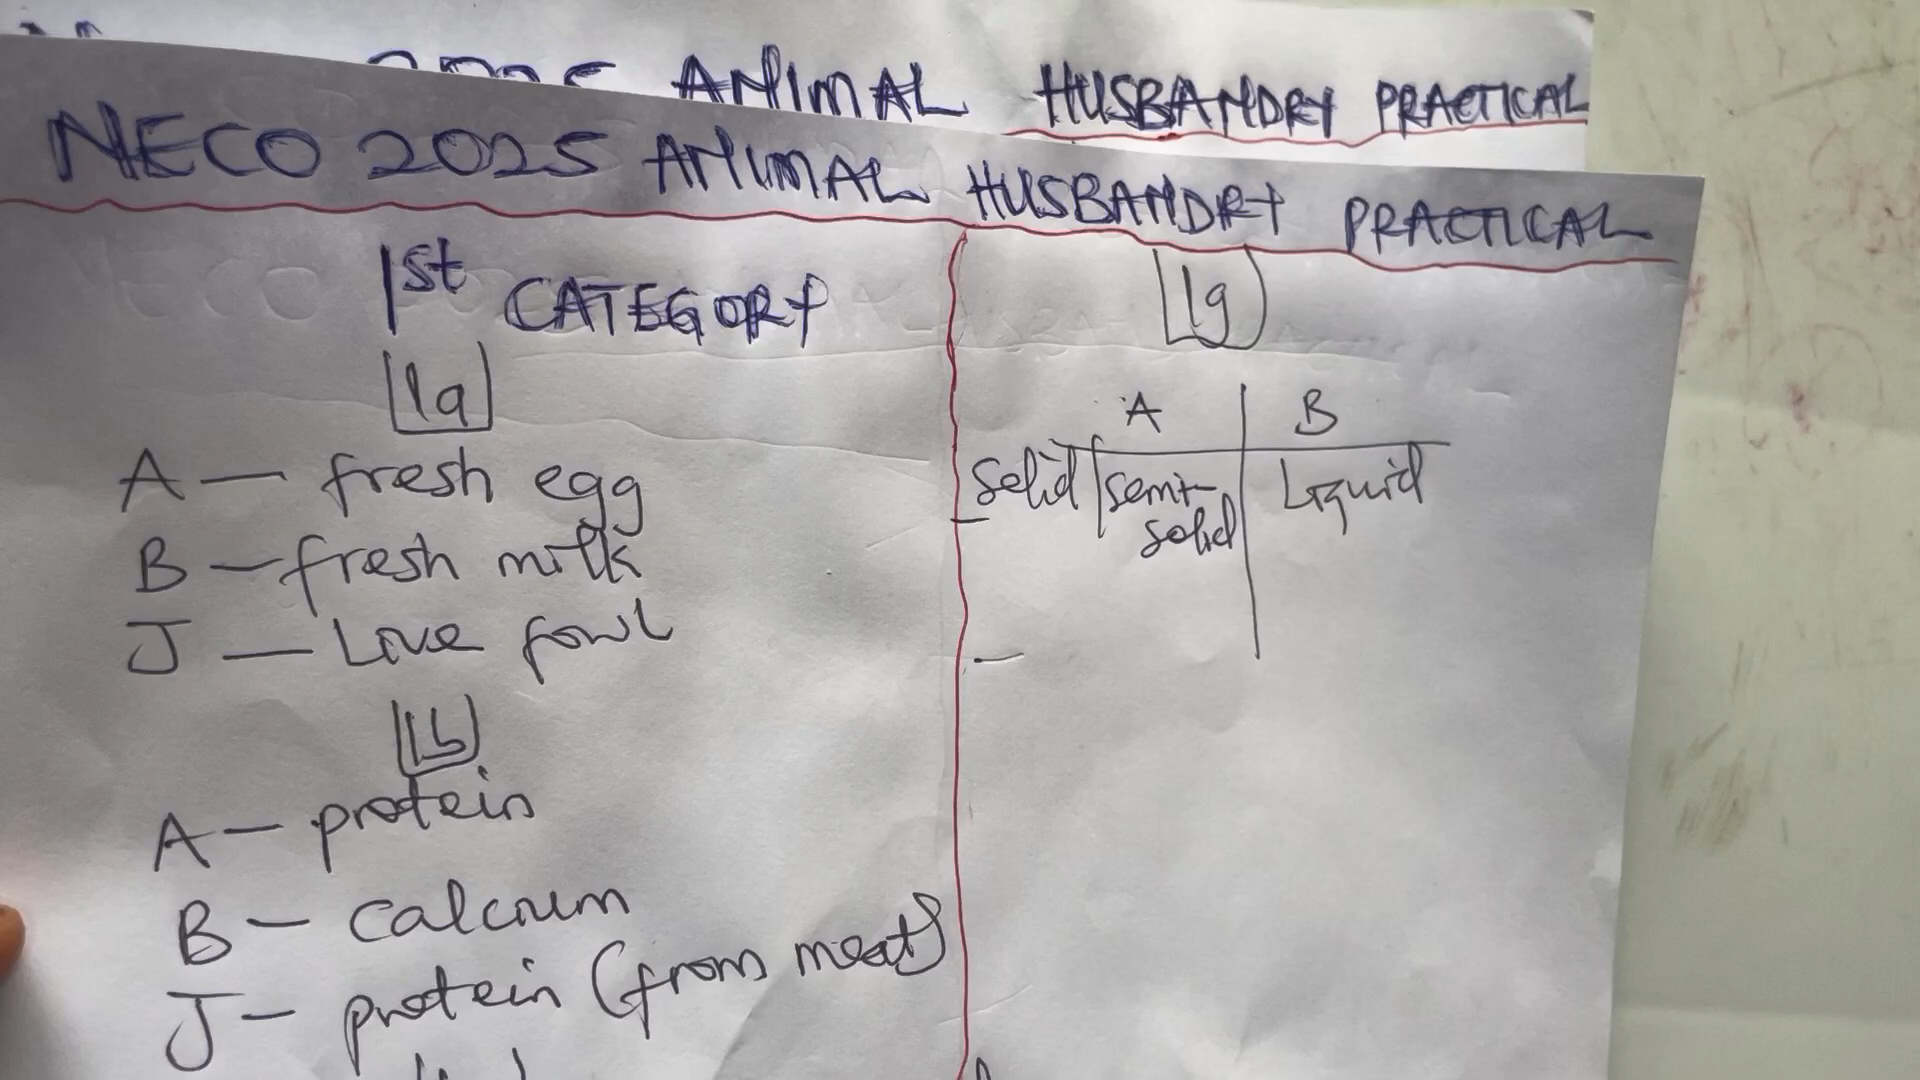 2025 ANIMAL HUSBANDRY PRACTICAL
NECO 2025 ANIMAL HUSBANDRY PRACTICAL
1st CATEGORY
1a
A — fresh egg
B — fresh milk
J — Live fowl
1b
A — protein
B — calcium
J — protein (from meat)
1g
A B
solid semi- Liquid
solid